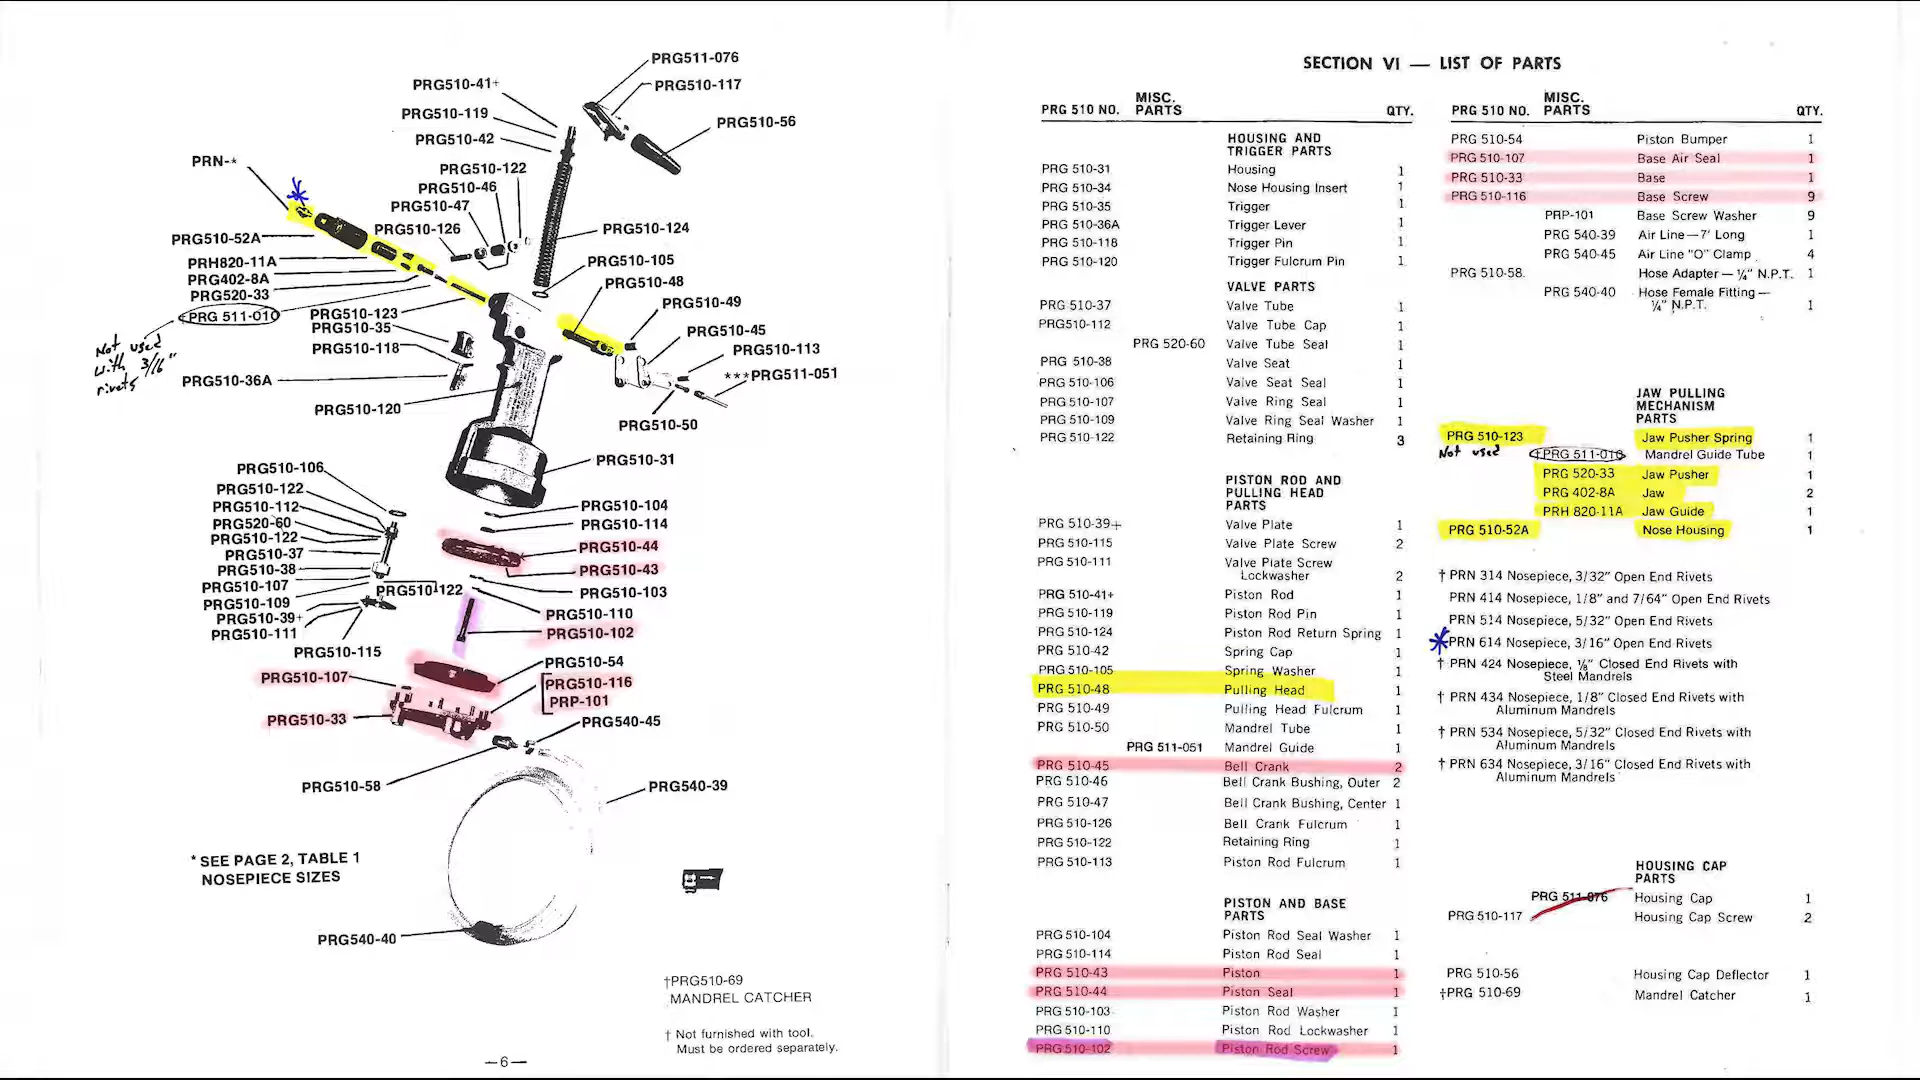 PRG511-076
PRG510-41+
PRG510-117
PRG510-119
PRG510-56
PRG510-42
PRN-*
PRG510-122
PRG510-46
PRG510-47
PRG510-126
PRG510-124
PRG510-52A
PRG510-105
PRH820-11A
PRG402-8A
PRG510-48
PRG520-33
PRG510-49
†PRG 511-010
PRG510-123
PRG510-35
PRG510-45
Not used
with 3/16"
rivets
PRG510-118
PRG510-113
***PRG511-051
PRG510-36A
PRG510-120
PRG510-50
PRG510-31
PRG510-106
PRG510-122
PRG510-112
PRG520-60
PRG510-122
PRG510-37
PRG510-38
PRG510-107
PRG510-109
PRG510-39+
PRG510-111
PRG510-122
PRG510-115
PRG510-104
PRG510-114
PRG510-44
PRG510-43
PRG510-103
PRG510-110
PRG510-102
PRG510-54
PRG510-107
PRG510-116
PRP-101
PRG510-33
PRG540-45
PRG510-58
PRG540-39
* SEE PAGE 2, TABLE 1
NOSEPIECE SIZES
PRG540-40
†PRG510-69
MANDREL CATCHER
† Not furnished with tool.
Must be ordered separately.
—6—
SECTION VI — LIST OF PARTS
PRG 510 NO. MISC. PARTS QTY.
HOUSING AND
TRIGGER PARTS
PRG 510-31 Housing 1
PRG 510-34 Nose Housing Insert 1
PRG 510-35 Trigger 1
PRG 510-36A Trigger Lever 1
PRG 510-118 Trigger Pin 1
PRG 510-120 Trigger Fulcrum Pin 1
VALVE PARTS
PRG 510-37 Valve Tube 1
PRG510-112 Valve Tube Cap 1
PRG 520-60 Valve Tube Seal 1
PRG 510-38 Valve Seat 1
PRG 510-106 Valve Seat Seal 1
PRG 510-107 Valve Ring Seal 1
PRG 510-109 Valve Ring Seal Washer 1
PRG 510-122 Retaining Ring 3
PISTON ROD AND
PULLING HEAD
PARTS
PRG 510-39+ Valve Plate 1
PRG 510-115 Valve Plate Screw 2
PRG 510-111 Valve Plate Screw
Lockwasher 2
PRG 510-41+ Piston Rod 1
PRG 510-119 Piston Rod Pin 1
PRG 510-124 Piston Rod Return Spring 1
PRG 510-42 Spring Cap 1
PRG 510-105 Spring Washer 1
PRG 510-48 Pulling Head 1
PRG 510-49 Pulling Head Fulcrum 1
PRG 510-50 Mandrel Tube 1
PRG 511-051 Mandrel Guide 1
PRG 510-45 Bell Crank 2
PRG 510-46 Bell Crank Bushing, Outer 2
PRG 510-47 Bell Crank Bushing, Center 1
PRG 510-126 Bell Crank Fulcrum 1
PRG 510-122 Retaining Ring 2
PRG 510-113 Piston Rod Fulcrum 1
PISTON AND BASE
PARTS
PRG 510-104 Piston Rod Seal Washer 1
PRG 510-114 Piston Rod Seal 1
PRG 510-43 Piston 1
PRG 510-44 Piston Seal 1
PRG 510-103 Piston Rod Washer 1
PRG 510-110 Piston Rod Lockwasher 1
PRG 510-102 Piston Rod Screw 1
PRG 510 NO. MISC. PARTS QTY.
PRG 510-54 Piston Bumper 1
PRG 510-107 Base Air Seal 1
PRG 510-33 Base 1
PRG 510-116 Base Screw 9
PRP-101 Base Screw Washer 9
PRG 540-39 Air Line—7' Long 1
PRG 540-45 Air Line "O" Clamp 4
PRG 510-58 Hose Adapter — ¼" N.P.T. 1
PRG 540-40 Hose Female Fitting —
¼" N.P.T. 1
JAW PULLING
MECHANISM
PARTS
PRG 510-123 Jaw Pusher Spring 1
Not used †PRG 511-010 Mandrel Guide Tube 1
PRG 520-33 Jaw Pusher 1
PRG 402-8A Jaw 2
PRH 820-11A Jaw Guide 1
PRG 510-52A Nose Housing 1
† PRN 314 Nosepiece, 3/32" Open End Rivets
PRN 414 Nosepiece, 1/8" and 7/64" Open End Rivets
PRN 514 Nosepiece, 5/32" Open End Rivets
* PRN 614 Nosepiece, 3/16" Open End Rivets
† PRN 424 Nosepiece, ⅛" Closed End Rivets with
Steel Mandrels
† PRN 434 Nosepiece, 1/8" Closed End Rivets with
Aluminum Mandrels
† PRN 534 Nosepiece, 5/32" Closed End Rivets with
Aluminum Mandrels
† PRN 634 Nosepiece, 3/16" Closed End Rivets with
Aluminum Mandrels
HOUSING CAP
PARTS
PRG 511-076 Housing Cap 1
PRG 510-117 Housing Cap Screw 2
PRG 510-56 Housing Cap Deflector 1
†PRG 510-69 Mandrel Catcher 1